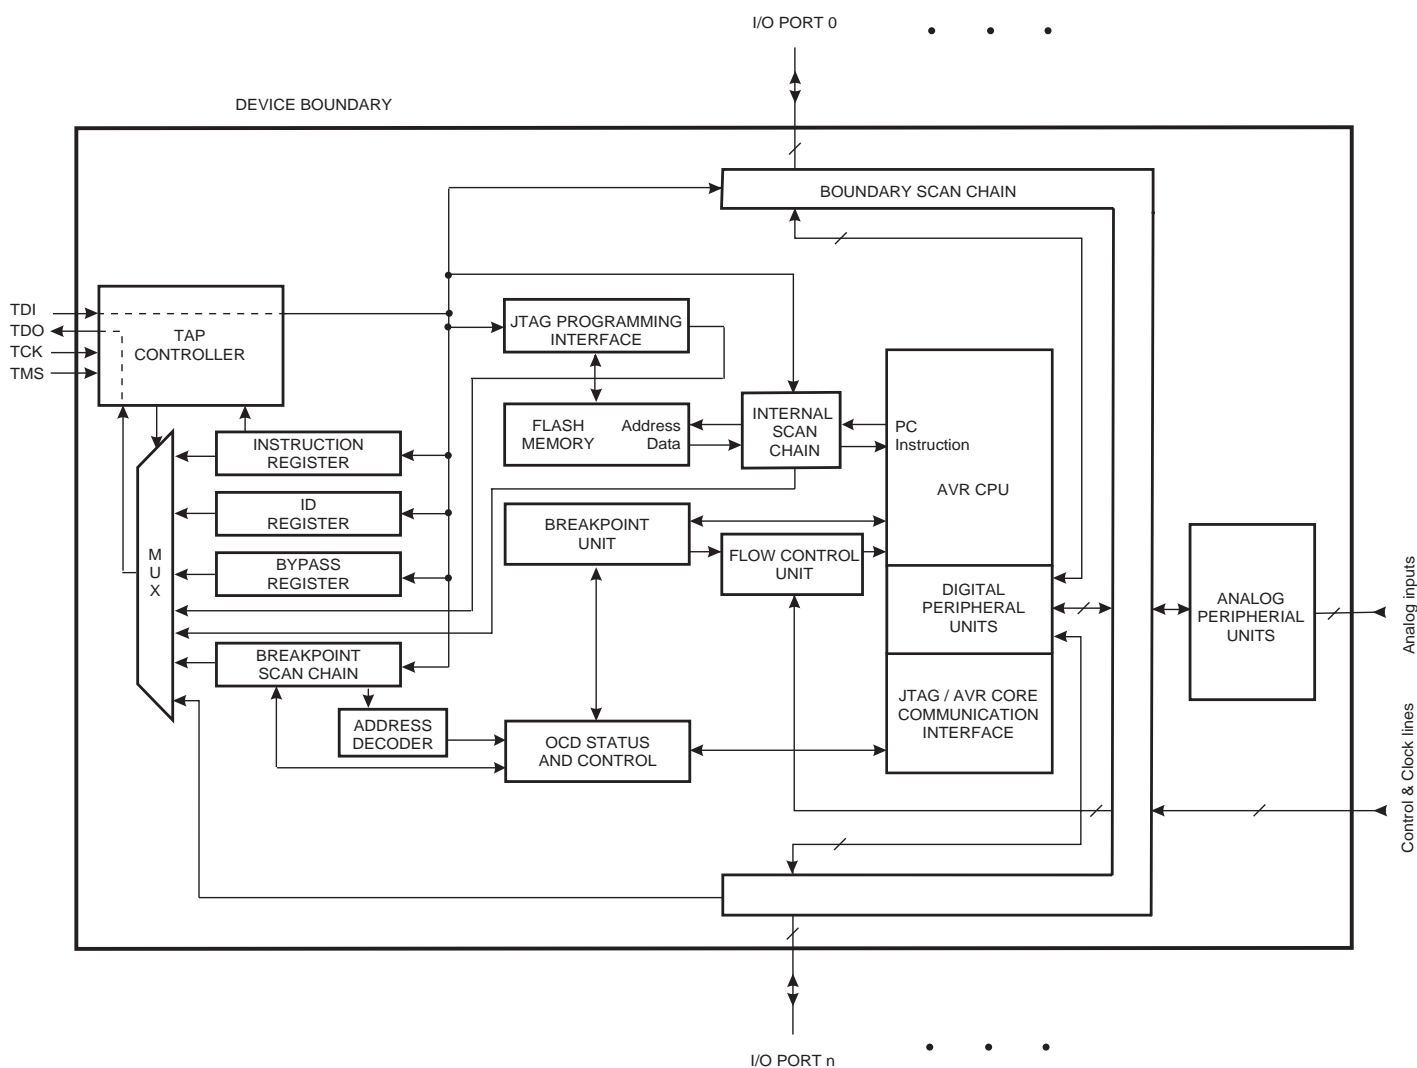 I/O PORT 0
DEVICE BOUNDARY
BOUNDARY SCAN CHAIN
TDI
TDO
TCK
TMS
TAP
CONTROLLER
JTAG PROGRAMMING
INTERFACE
FLASH
MEMORY
Address
Data
INTERNAL
SCAN
CHAIN
PC
Instruction
AVR CPU
INSTRUCTION
REGISTER
ID
REGISTER
BYPASS
REGISTER
M
U
X
BREAKPOINT
UNIT
FLOW CONTROL
UNIT
DIGITAL
PERIPHERAL
UNITS
ANALOG
PERIPHERIAL
UNITS
Analog inputs
BREAKPOINT
SCAN CHAIN
ADDRESS
DECODER
OCD STATUS
AND CONTROL
JTAG / AVR CORE
COMMUNICATION
INTERFACE
Control & Clock lines
I/O PORT n